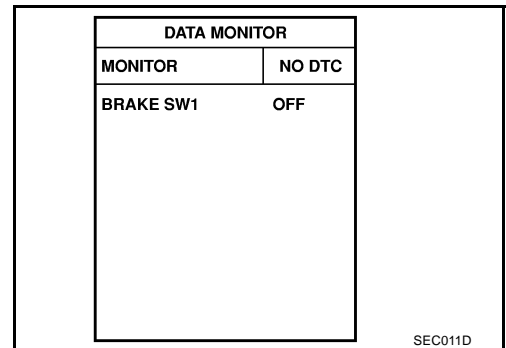 DATA MONITOR
MONITOR NO DTC
BRAKE SW1 OFF
SEC011D